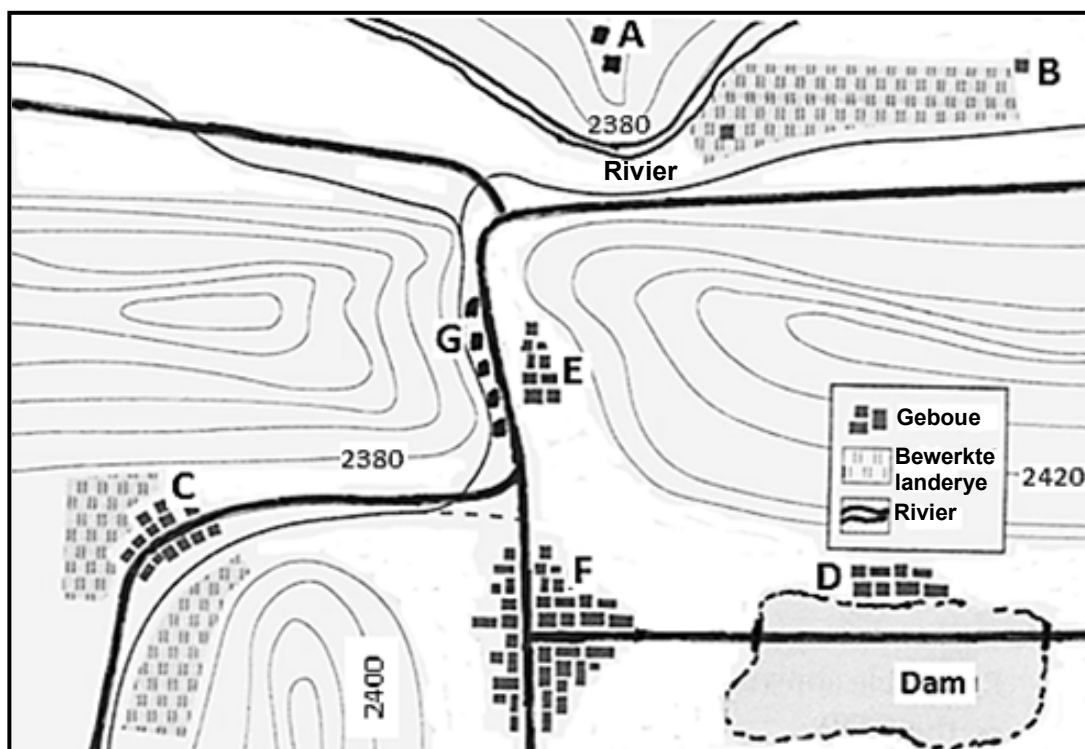 A
B
2380
Rivier
G
E
Geboue
Bewerkte
landerye
Rivier
2420
2380
C
F
D
2400
Dam